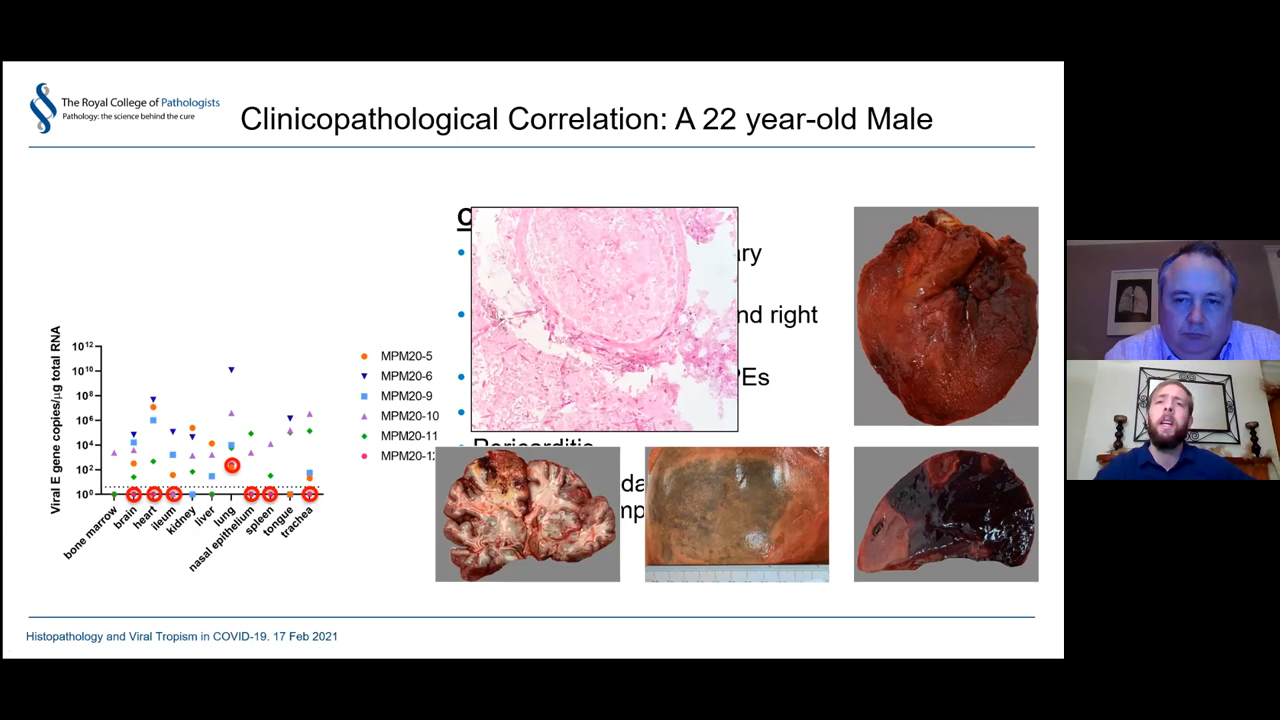 The Royal College of Pathologists
Pathology: the science behind the cure
Clinicopathological Correlation: A 22 year-old Male
Viral E gene copies/μg total RNA
10¹²
10¹⁰
10⁸
10⁶
10⁴
10²
10⁰
bone marrow
brain
heart
ileum
kidney
liver
lung
nasal epithelium
spleen
tongue
trachea
MPM20-5
MPM20-6
MPM20-9
MPM20-10
MPM20-11
nd right
Pericarditis
Histopathology and Viral Tropism in COVID-19. 17 Feb 2021